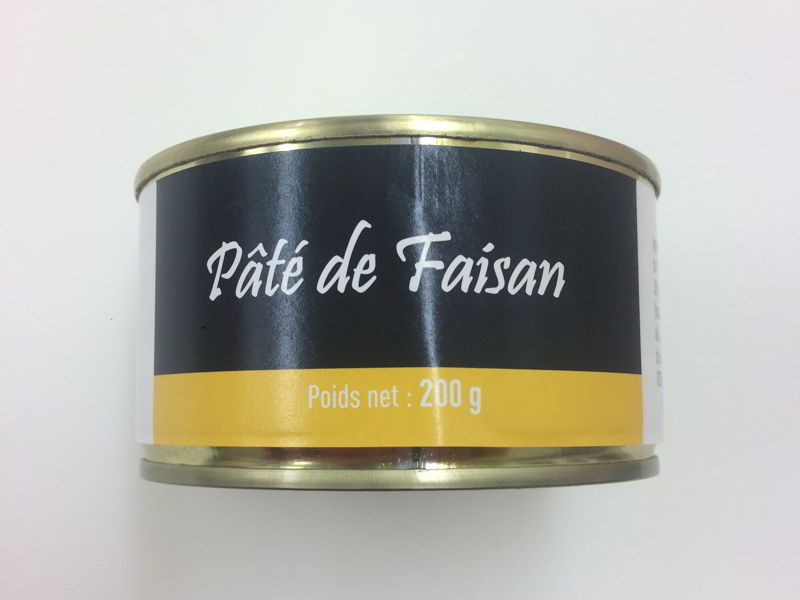 Pâté de Faisan
Poids net : 200 g